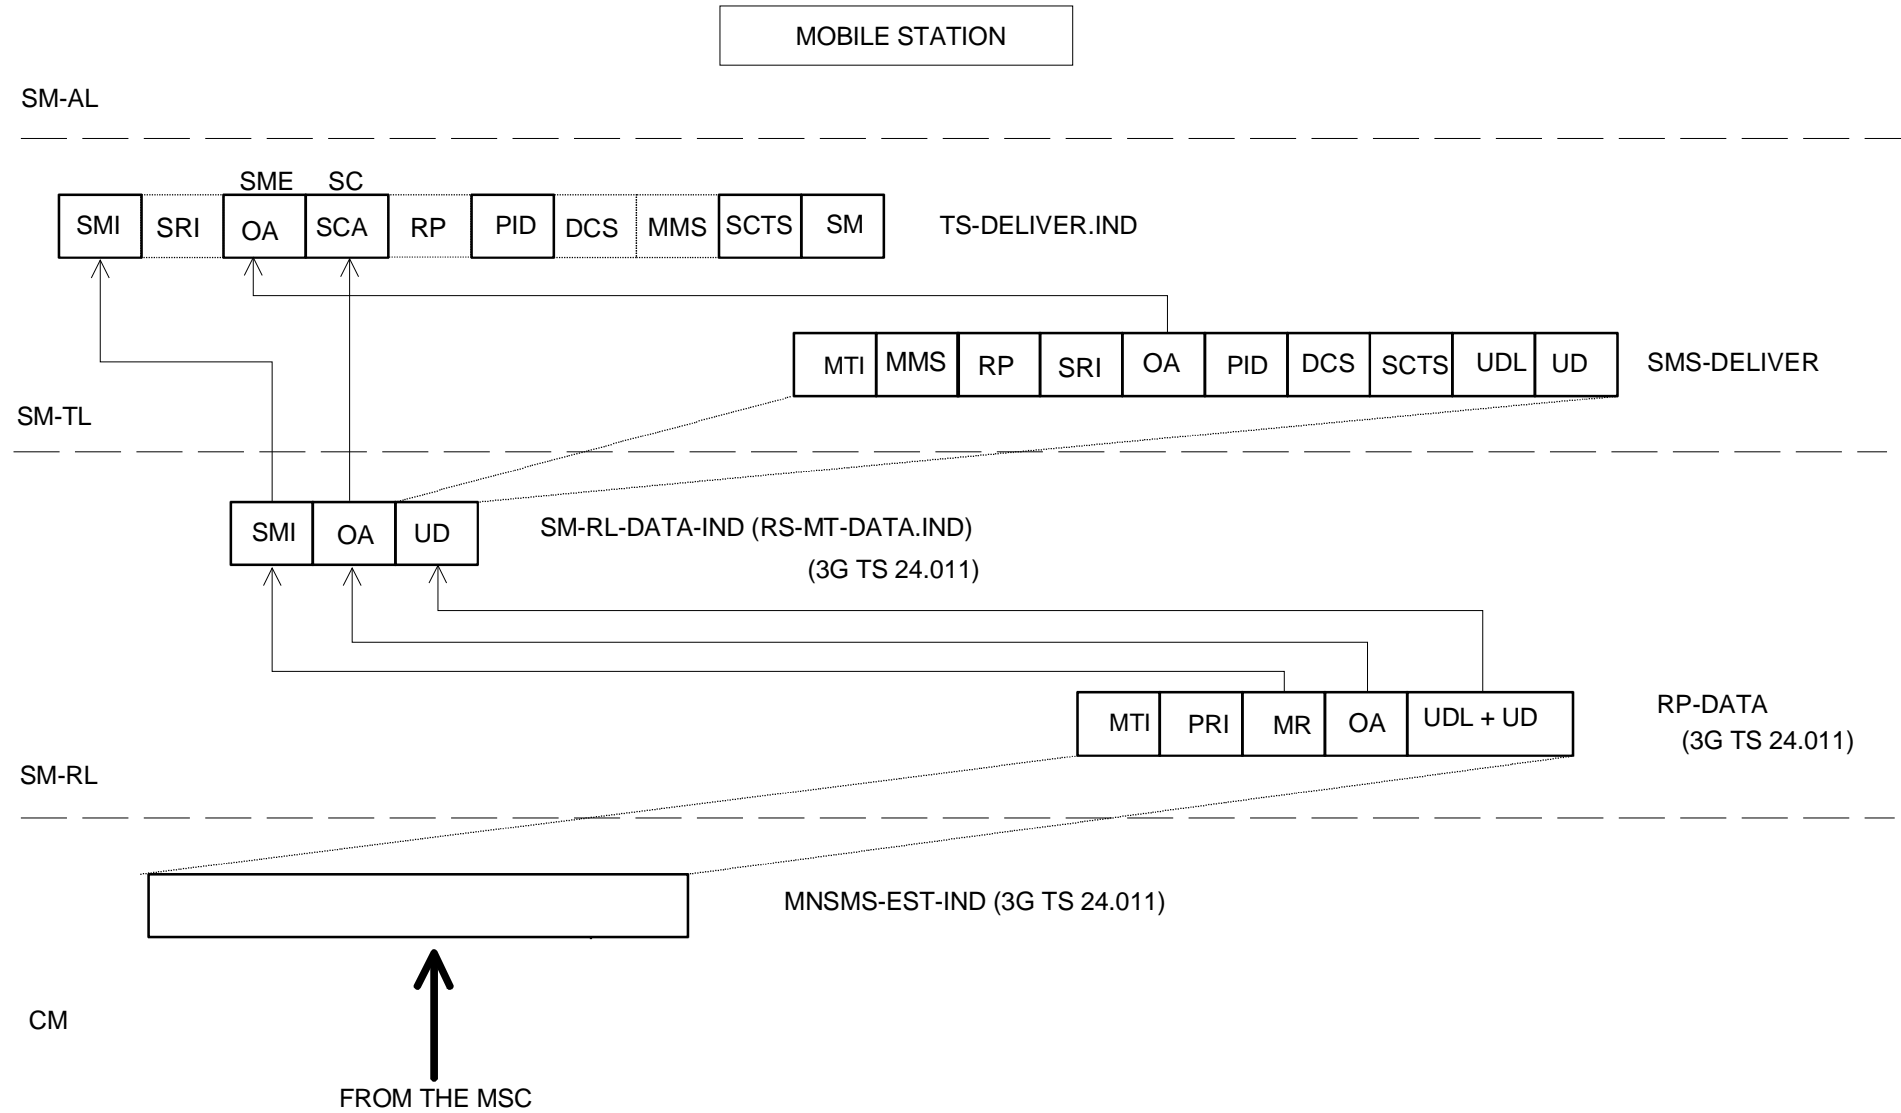 MOBILE STATION
SM-AL
SME SC
SMI SRI OA SCA RP PID DCS MMS SCTS SM TS-DELIVER.IND
MTI MMS RP SRI OA PID DCS SCTS UDL UD SMS-DELIVER
SM-TL
SMI OA UD SM-RL-DATA-IND (RS-MT-DATA.IND)
(3G TS 24.011)
MTI PRI MR OA UDL + UD RP-DATA
(3G TS 24.011)
SM-RL
MNSMS-EST-IND (3G TS 24.011)
CM
FROM THE MSC